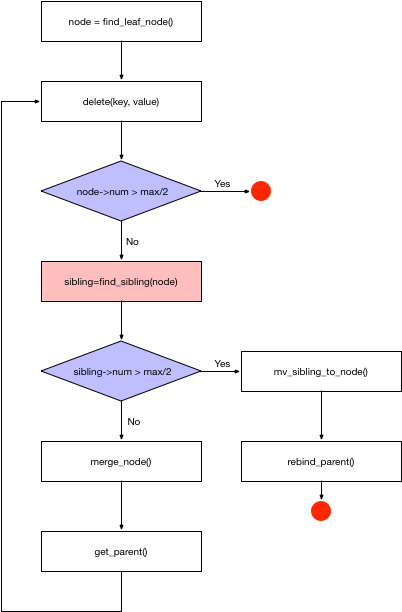 node = find_leaf_node()
delete(key, value)
node->num > max/2
Yes
No
sibling=find_sibling(node)
sibling->num > max/2
Yes
mv_sibling_to_node()
No
merge_node()
rebind_parent()
get_parent()